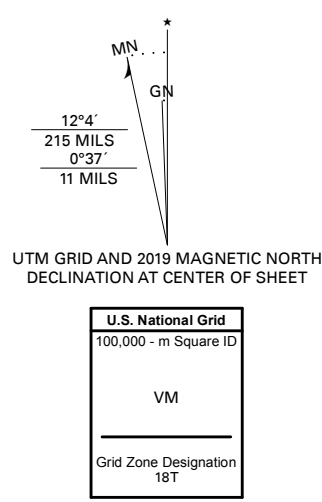 MN
GN
12°4´
215 MILS
0°37´
11 MILS
UTM GRID AND 2019 MAGNETIC NORTH
DECLINATION AT CENTER OF SHEET
U.S. National Grid
100,000 - m Square ID
VM
Grid Zone Designation
18T